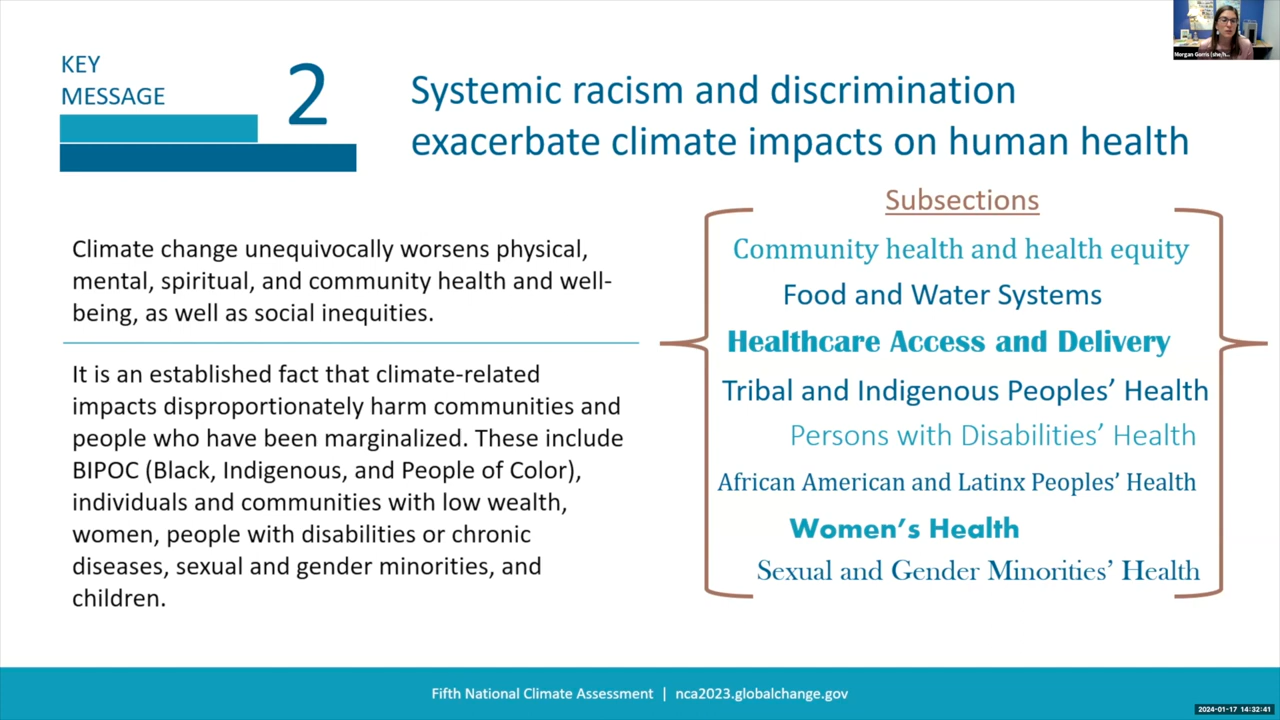 KEY
MESSAGE
2
Systemic racism and discrimination
exacerbate climate impacts on human health
Climate change unequivocally worsens physical,
mental, spiritual, and community health and well-
being, as well as social inequities.
It is an established fact that climate-related
impacts disproportionately harm communities and
people who have been marginalized. These include
BIPOC (Black, Indigenous, and People of Color),
individuals and communities with low wealth,
women, people with disabilities or chronic
diseases, sexual and gender minorities, and
children.
Subsections
Community health and health equity
Food and Water Systems
Healthcare Access and Delivery
Tribal and Indigenous Peoples’ Health
Persons with Disabilities’ Health
African American and Latinx Peoples’ Health
Women’s Health
Sexual and Gender Minorities’ Health
Fifth National Climate Assessment | nca2023.globalchange.gov
Morgan Gorris (she/h...
2024-01-17 14:32:41